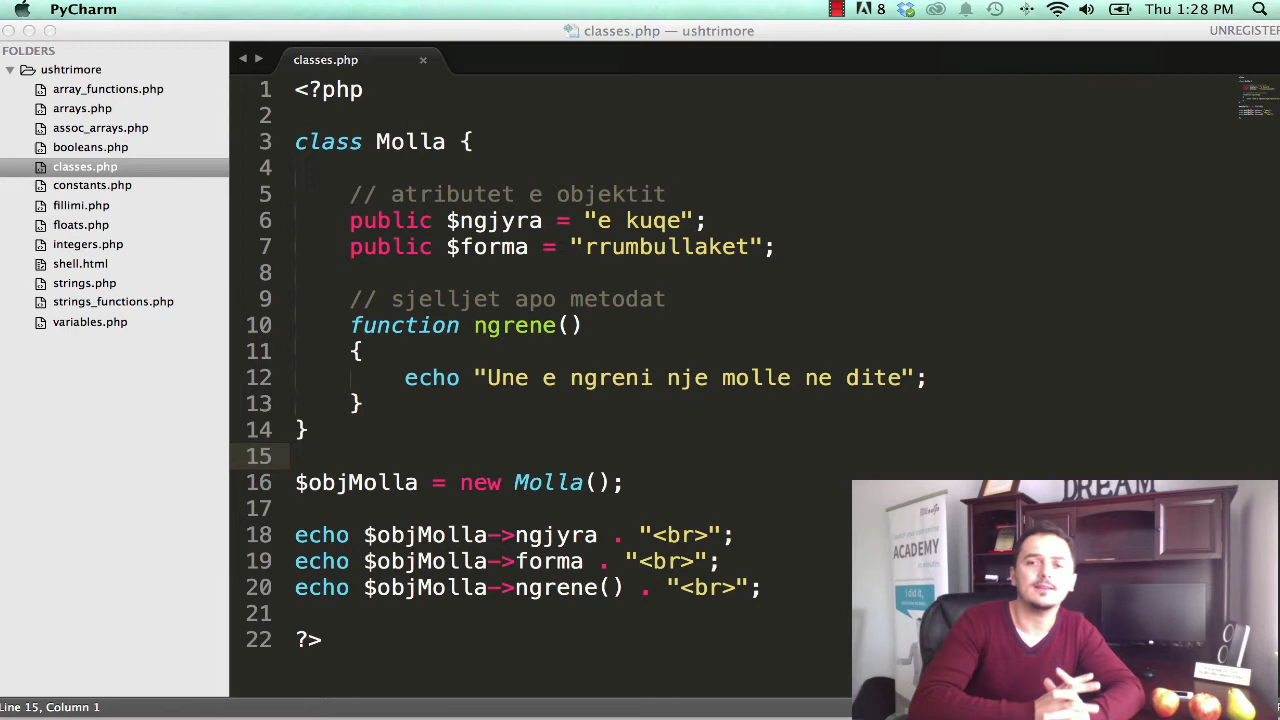 PyCharm
8
Thu 1:28 PM
classes.php — ushtrimore
UNREGISTER
FOLDERS
ushtrimore
array_functions.php
arrays.php
assoc_arrays.php
booleans.php
classes.php
constants.php
fillimi.php
floats.php
integers.php
shell.html
strings.php
strings_functions.php
variables.php
classes.php
1 <?php
2
3 class Molla {
4
5 // atributet e objektit
6 public $ngjyra = "e kuqe";
7 public $forma = "rrumbullaket";
8
9 // sjelljet apo metodat
10 function ngrene()
11 {
12 echo "Une e ngreni nje molle ne dite";
13 }
14 }
15
16 $objMolla = new Molla();
17
18 echo $objMolla->ngjyra . "<br>";
19 echo $objMolla->forma . "<br>";
20 echo $objMolla->ngrene() . "<br>";
21
22 ?>
Line 15, Column 1
DREAM
ACADEMY
I did it,